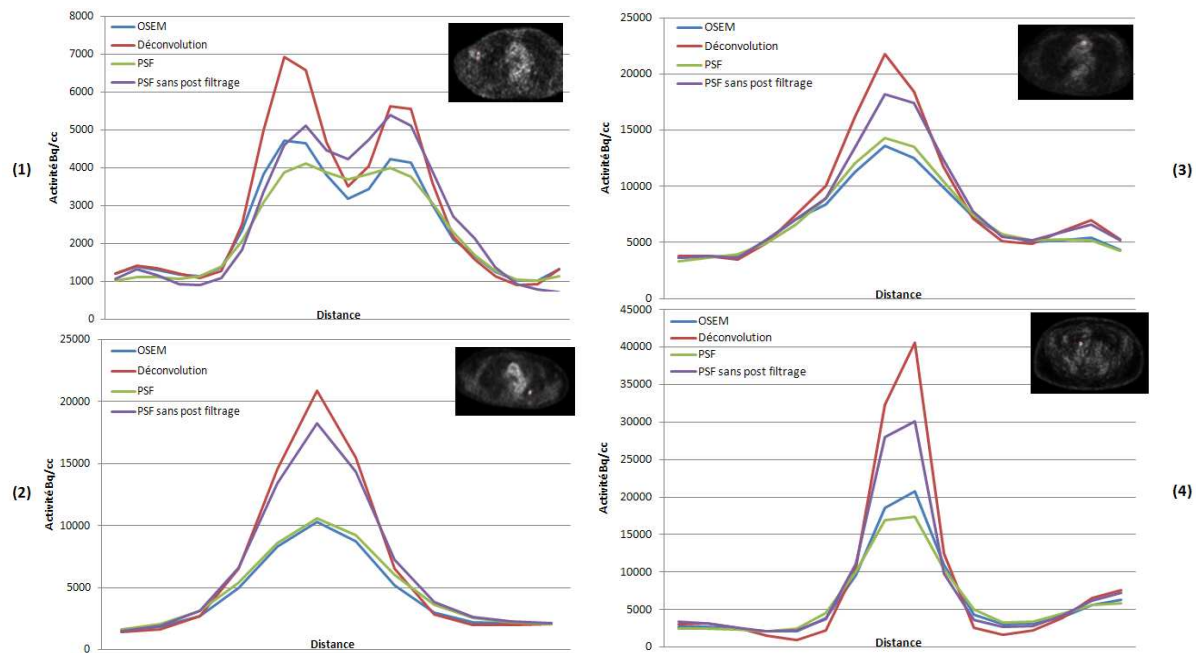 (1)
8000
7000
6000
5000
4000
3000
2000
1000
0
Activité Bq/cc
OSEM
Déconvolution
PSF
PSF sans post filtrage
Distance
(2)
25000
20000
15000
10000
5000
0
Activité Bq/cc
OSEM
Déconvolution
PSF
PSF sans post filtrage
Distance
(3)
25000
20000
15000
10000
5000
0
Activité Bq/cc
OSEM
Déconvolution
PSF
PSF sans post filtrage
Distance
(4)
45000
40000
35000
30000
25000
20000
15000
10000
5000
0
Activité Bq/cc
OSEM
Déconvolution
PSF
PSF sans post filtrage
Distance